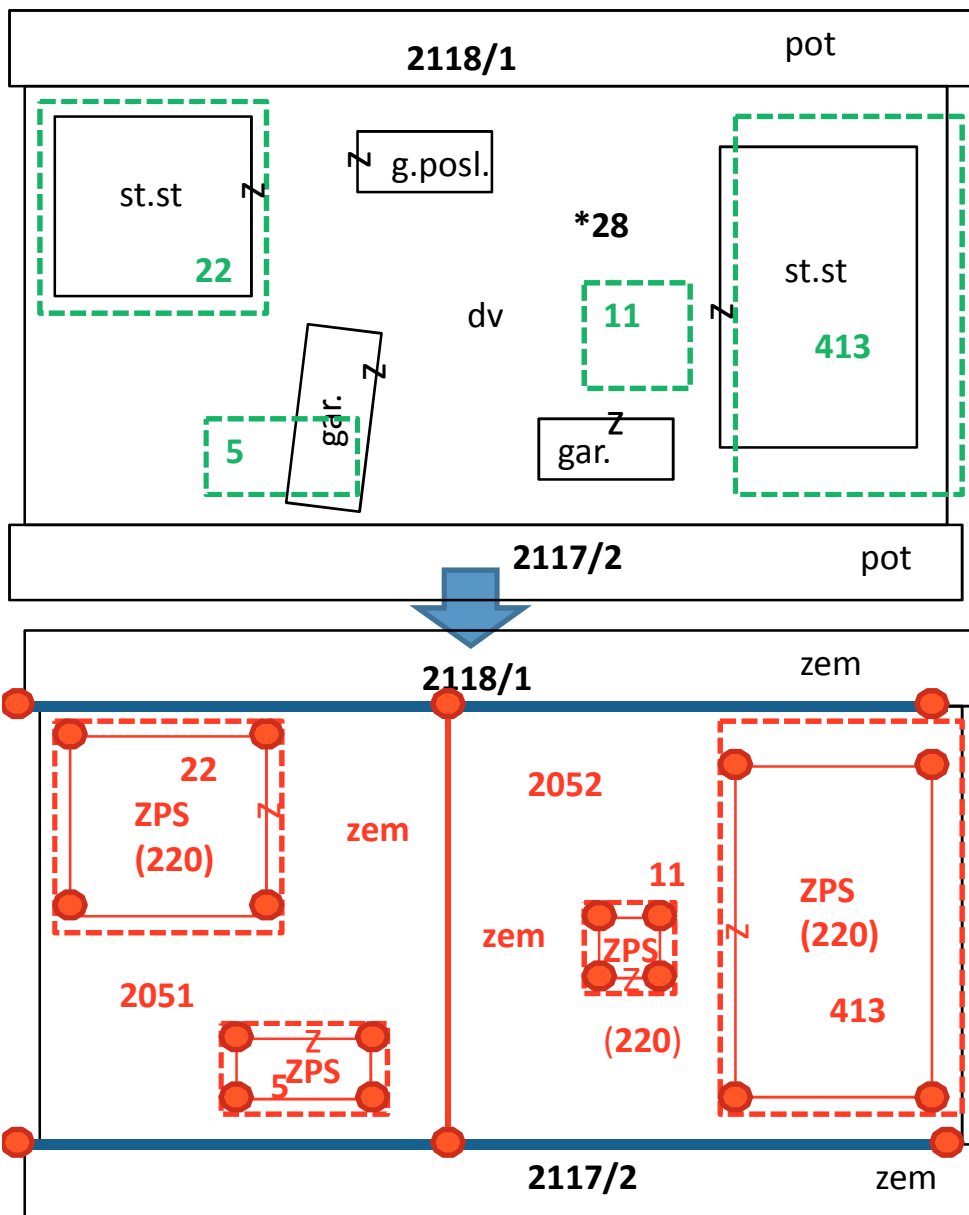 pot
2118/1
st.st
Z
Z
g.posl.
*28
st.st
22
dv
11
Z
413
Z
gar.
5
Z
gar.
2117/2
pot
zem
2118/1
22
2052
ZPS
(220)
Z
zem
11
ZPS
(220)
zem
ZPS
Z
Z
2051
413
(220)
Z
ZPS
5
2117/2
zem